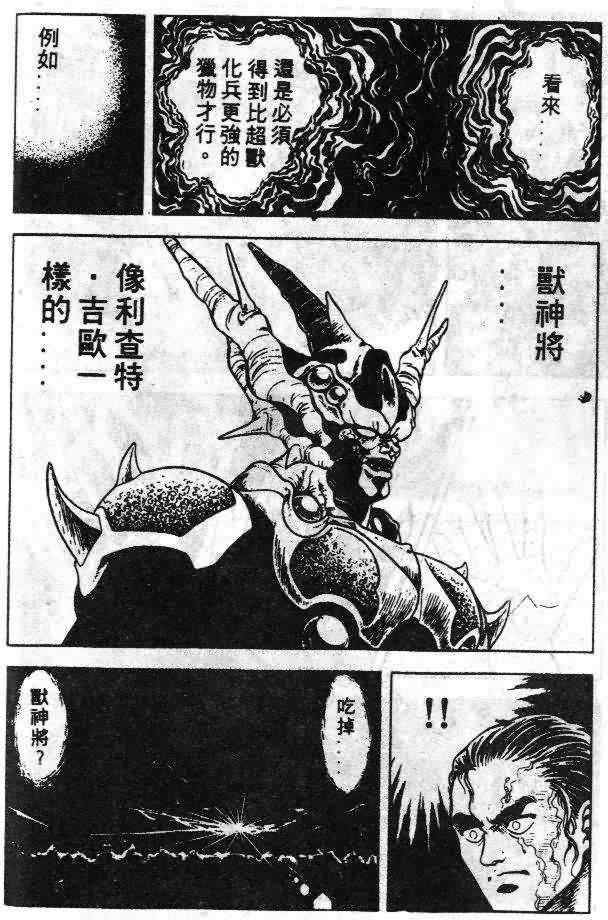 看來‥‥
還是必須
得到比超獸
化兵更強的
獵物才行。
例如‥‥
獸神將
‥‥
像利查特
・吉歐一
樣的‥‥
!!
吃掉‥‥
獸神將？